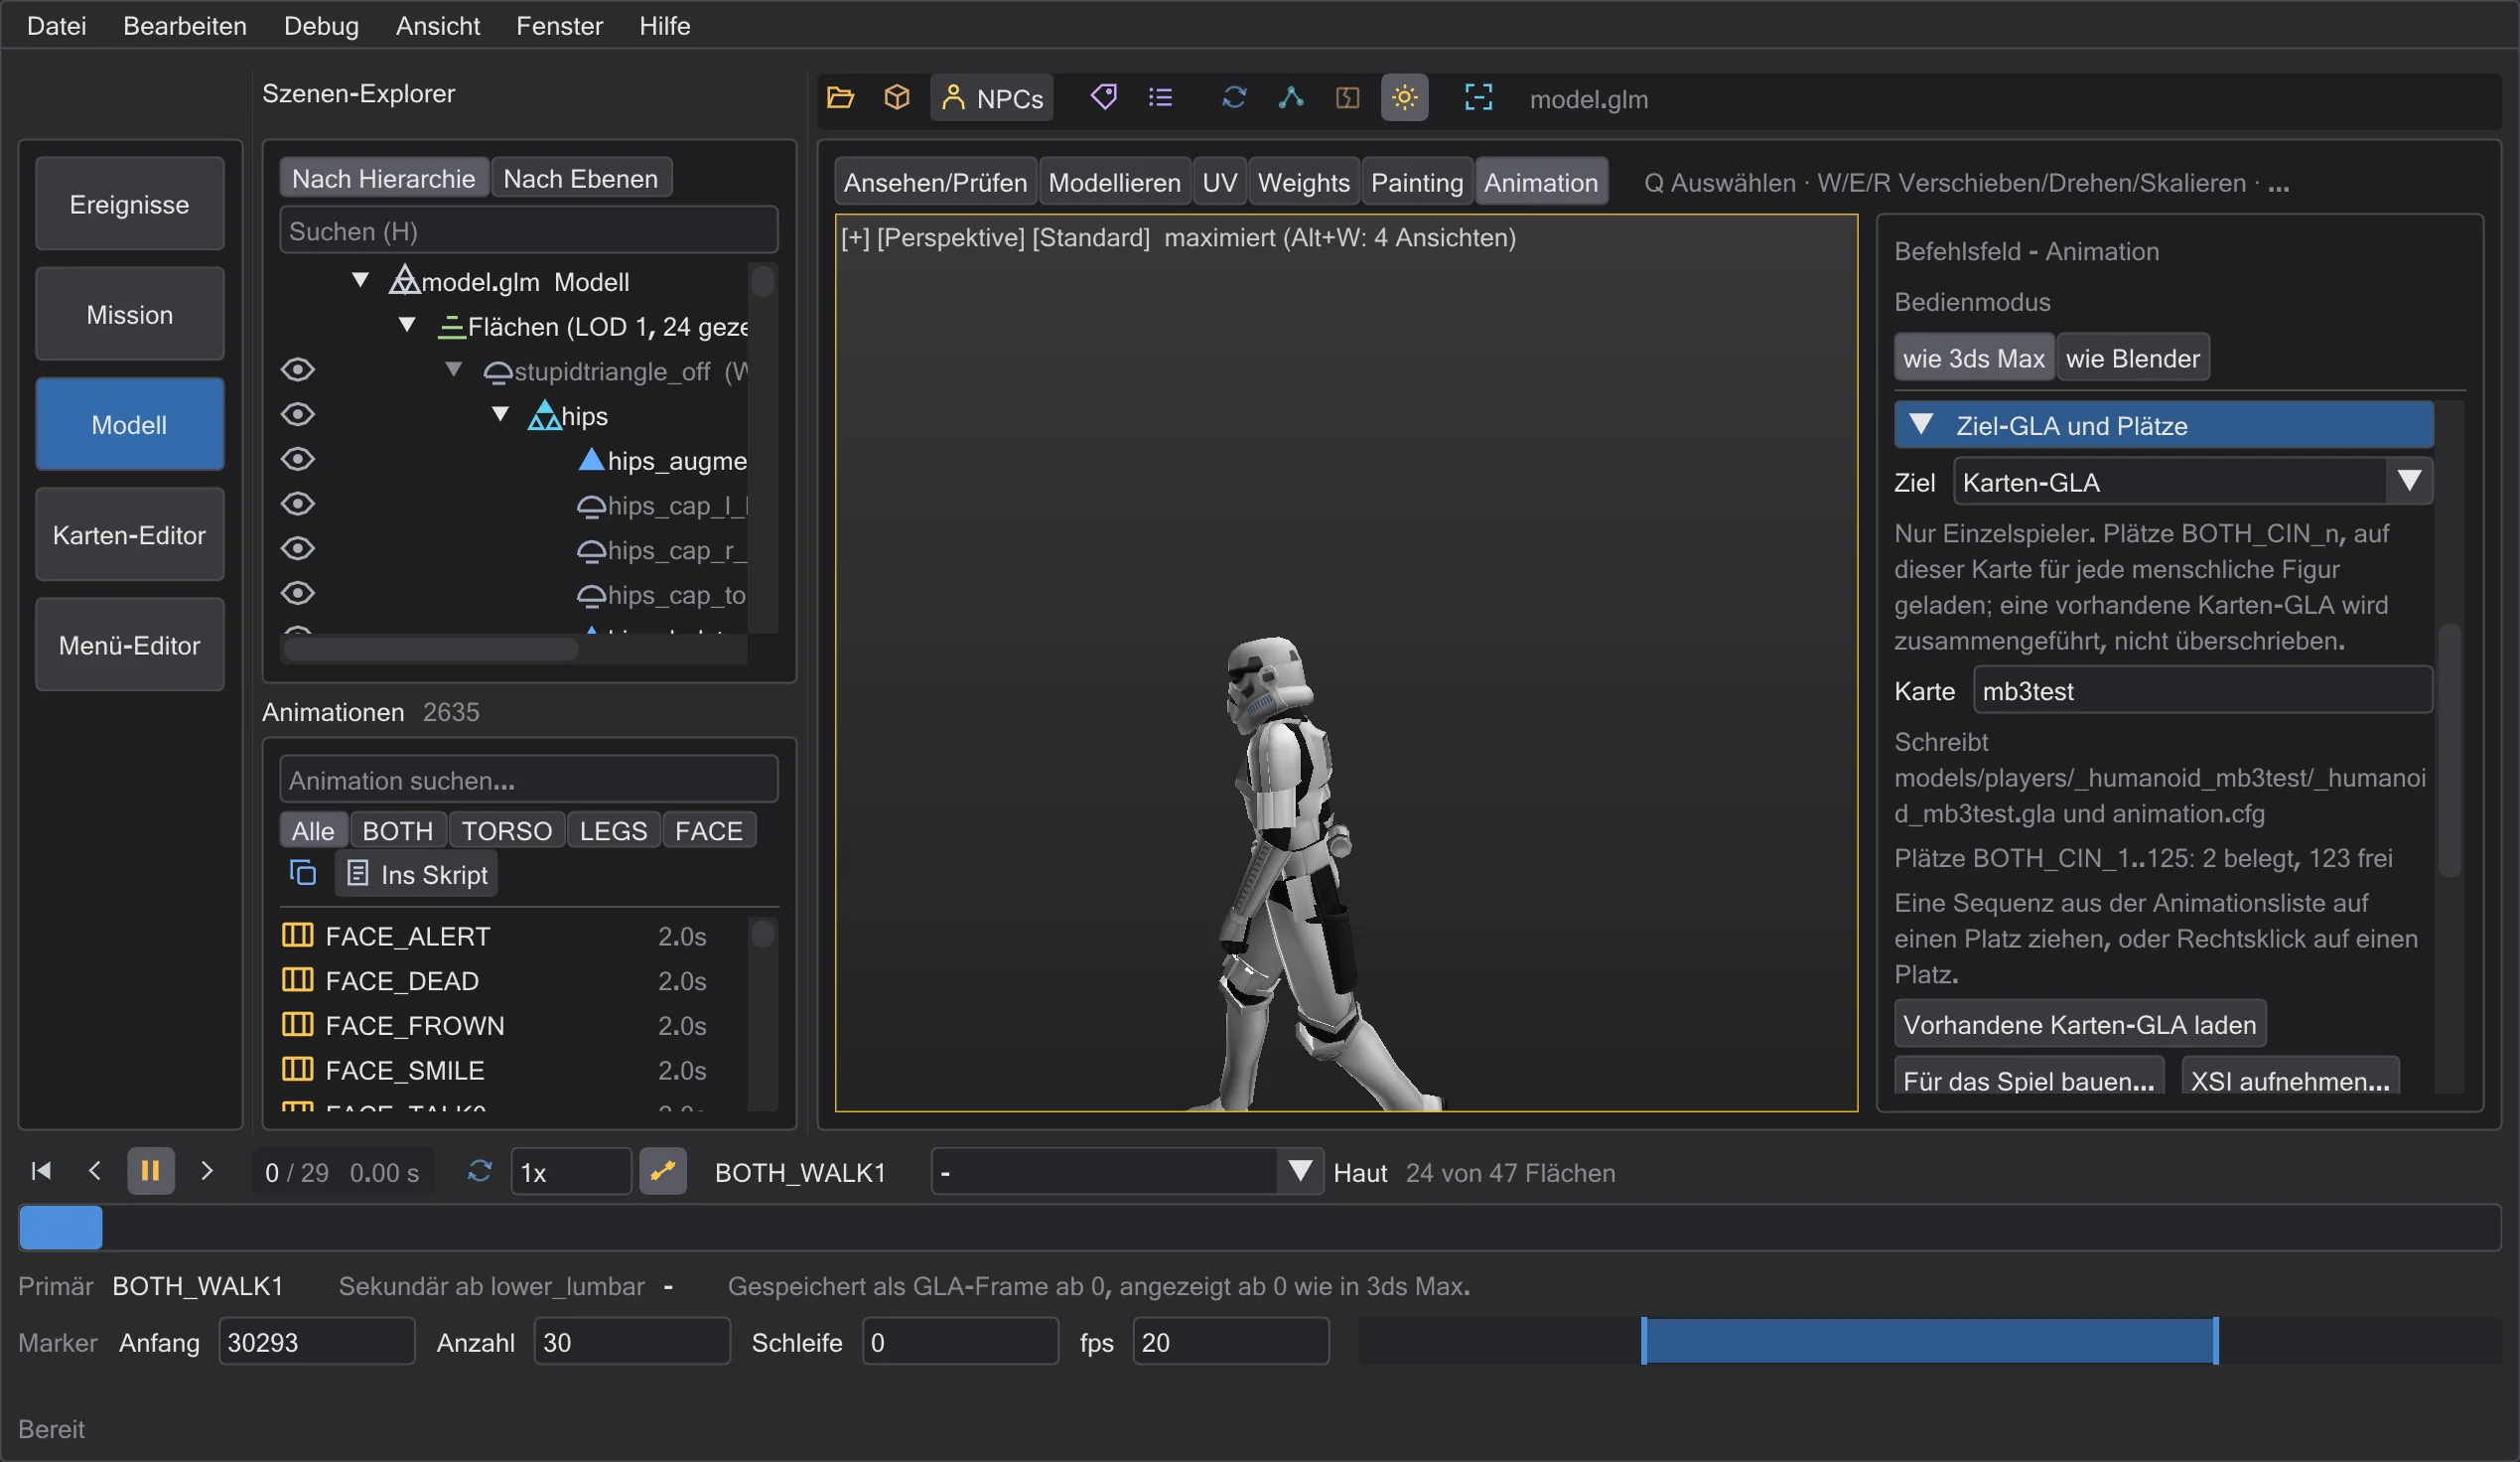 Datei Bearbeiten Debug Ansicht Fenster Hilfe
Szenen-Explorer
NPCs model.glm
Ereignisse
Mission
Modell
Karten-Editor
Menü-Editor
Nach Hierarchie Nach Ebenen
Suchen (H)
model.glm Modell
Flächen (LOD 1, 24 geze
stupidtriangle_off (W
hips
hips_augme
hips_cap_l_
hips_cap_r_
hips_cap_to
Animationen 2635
Animation suchen...
Alle BOTH TORSO LEGS FACE
Ins Skript
FACE_ALERT 2.0s
FACE_DEAD 2.0s
FACE_FROWN 2.0s
FACE_SMILE 2.0s
Ansehen/Prüfen Modellieren UV Weights Painting Animation Q Auswählen · W/E/R Verschieben/Drehen/Skalieren · ...
[+] [Perspektive] [Standard] maximiert (Alt+W: 4 Ansichten)
Befehlsfeld - Animation
Bedienmodus
wie 3ds Max wie Blender
Ziel-GLA und Plätze
Ziel Karten-GLA
Nur Einzelspieler. Plätze BOTH_CIN_n, auf
dieser Karte für jede menschliche Figur
geladen; eine vorhandene Karten-GLA wird
zusammengeführt, nicht überschrieben.
Karte mb3test
Schreibt
models/players/_humanoid_mb3test/_humanoi
d_mb3test.gla und animation.cfg
Plätze BOTH_CIN_1..125: 2 belegt, 123 frei
Eine Sequenz aus der Animationsliste auf
einen Platz ziehen, oder Rechtsklick auf einen
Platz.
Vorhandene Karten-GLA laden
Für das Spiel bauen... XSI aufnehmen...
0 / 29 0.00 s 1x BOTH_WALK1 - Haut 24 von 47 Flächen
Primär BOTH_WALK1 Sekundär ab lower_lumbar - Gespeichert als GLA-Frame ab 0, angezeigt ab 0 wie in 3ds Max.
Marker Anfang 30293 Anzahl 30 Schleife 0 fps 20
Bereit